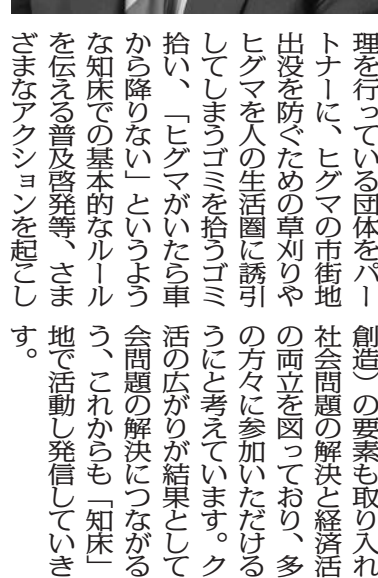 理を行っている団体をパー
トナーに、ヒグマの市街地
出没を防ぐための草刈りや
ヒグマを人の生活圏に誘引
してしまうゴミを拾うゴミ
拾い、「ヒグマがいたら車
から降りない」というよう
な知床での基本的なルール
を伝える普及啓発等、さま
ざまなアクションを起こし
創造）の要素も取り入れ
社会問題の解決と経済活
の両立を図っており、多
の方々に参加いただける
うにと考えています。ク
活の広がりが結果として
会問題の解決につながる
う、これからも「知床」
地で活動し発信していき
す。